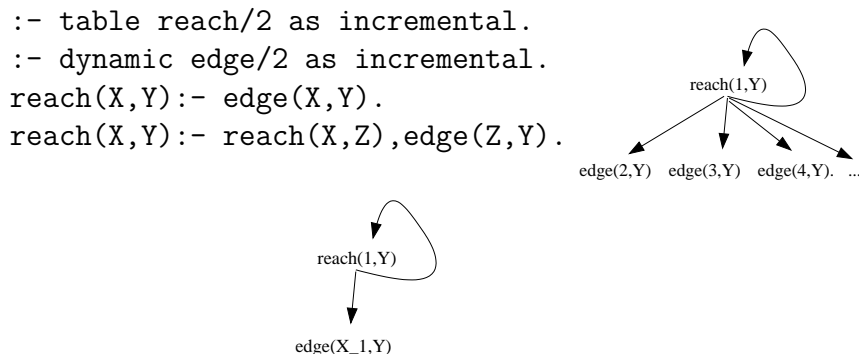 :- table reach/2 as incremental.
:- dynamic edge/2 as incremental.
reach(X,Y):- edge(X,Y).
reach(X,Y):- reach(X,Z),edge(Z,Y).
reach(1,Y)
edge(2,Y) edge(3,Y) edge(4,Y). ...
reach(1,Y)
edge(X_1,Y)